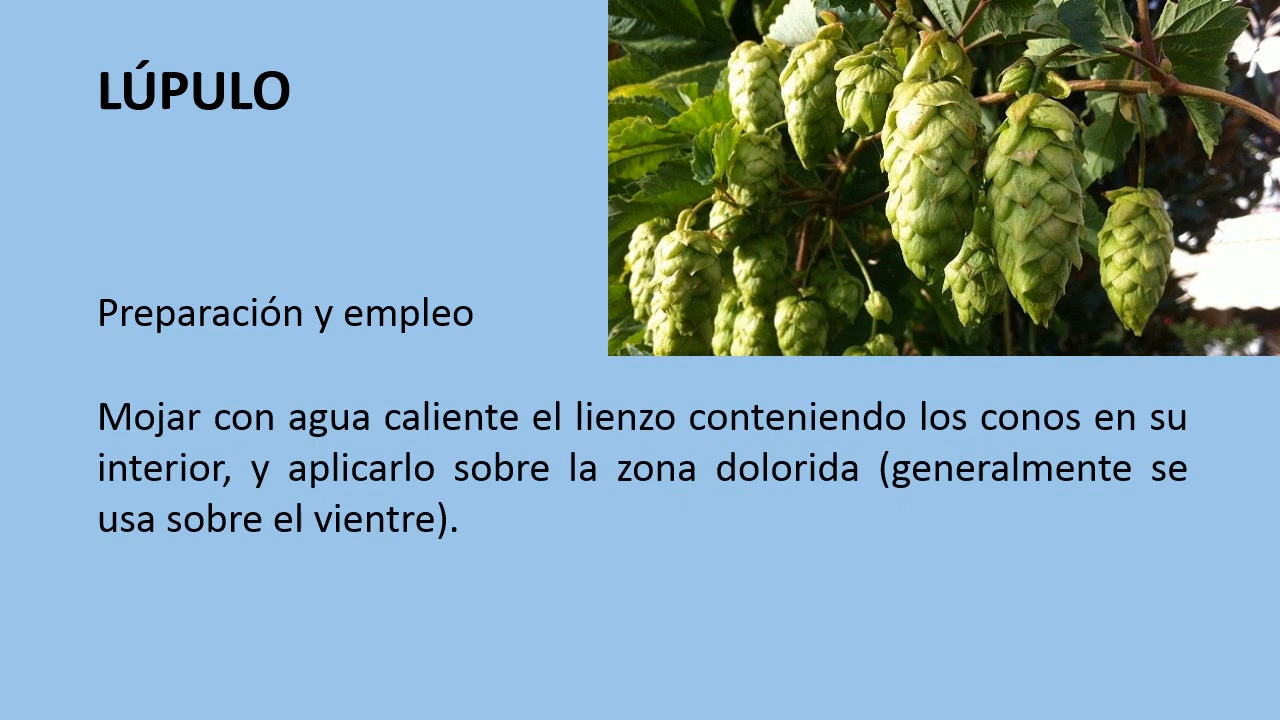 LÚPULO
Preparación y empleo
Mojar con agua caliente el lienzo conteniendo los conos en su
interior, y aplicarlo sobre la zona dolorida (generalmente se
usa sobre el vientre).